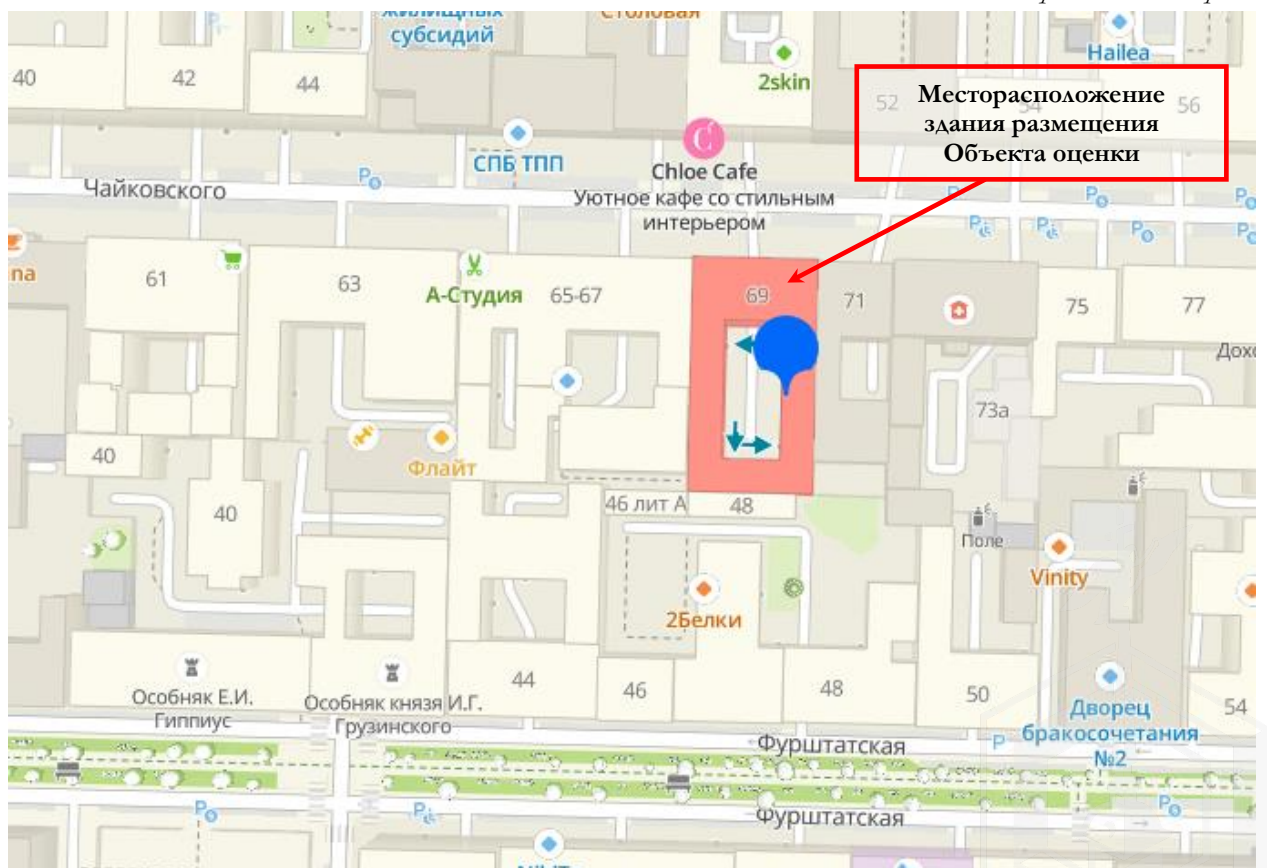 жилищных
субсидий
Столовая
Hailea
40
42
44
2skin
52
54
56
Месторасположение
здания размещения
Объекта оценки
СПБ ТПП
Chloe Cafe
Уютное кафе со стильным
интерьером
Чайковского
na
61
63
А-Студия
65-67
69
71
75
77
73а
40
Флайт
40
46 лит А
48
Поле
Vinity
2Белки
Особняк Е.И.
Гиппиус
Особняк князя И.Г.
Грузинского
44
46
48
50
Дворец
бракосочетания
№2
54
Фурштатская
Фурштатская